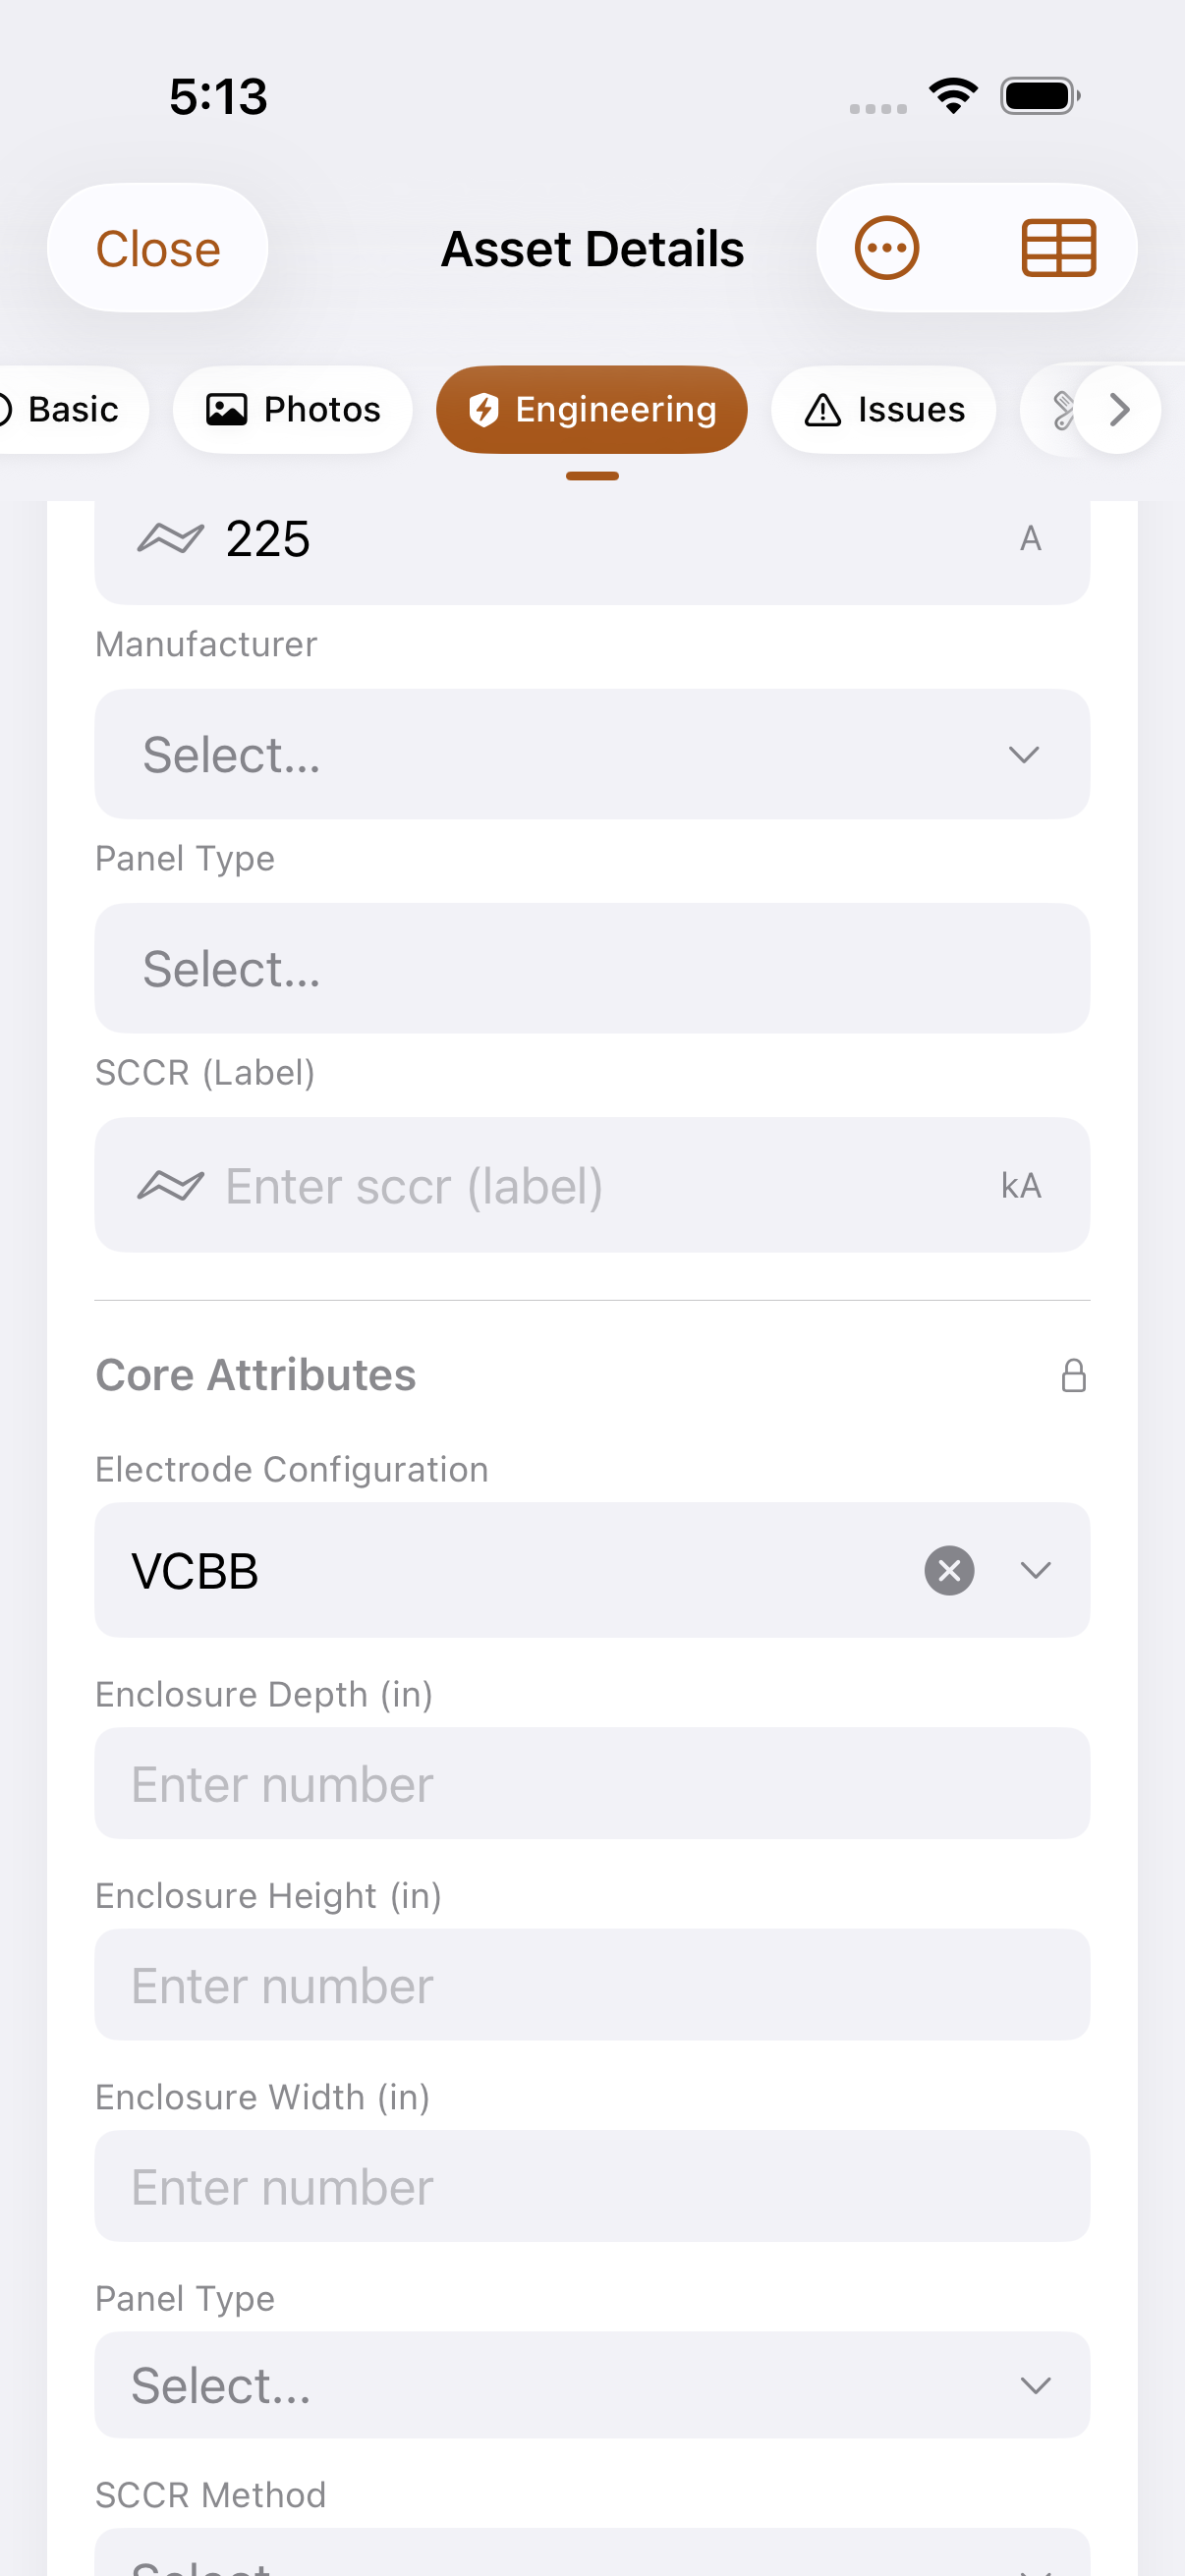 5:13
Close
Asset Details
Basic
Photos
Engineering
Issues
225
A
Manufacturer
Select...
Panel Type
Select...
SCCR (Label)
Enter sccr (label)
kA
Core Attributes
Electrode Configuration
VCBB
Enclosure Depth (in)
Enter number
Enclosure Height (in)
Enter number
Enclosure Width (in)
Enter number
Panel Type
Select...
SCCR Method